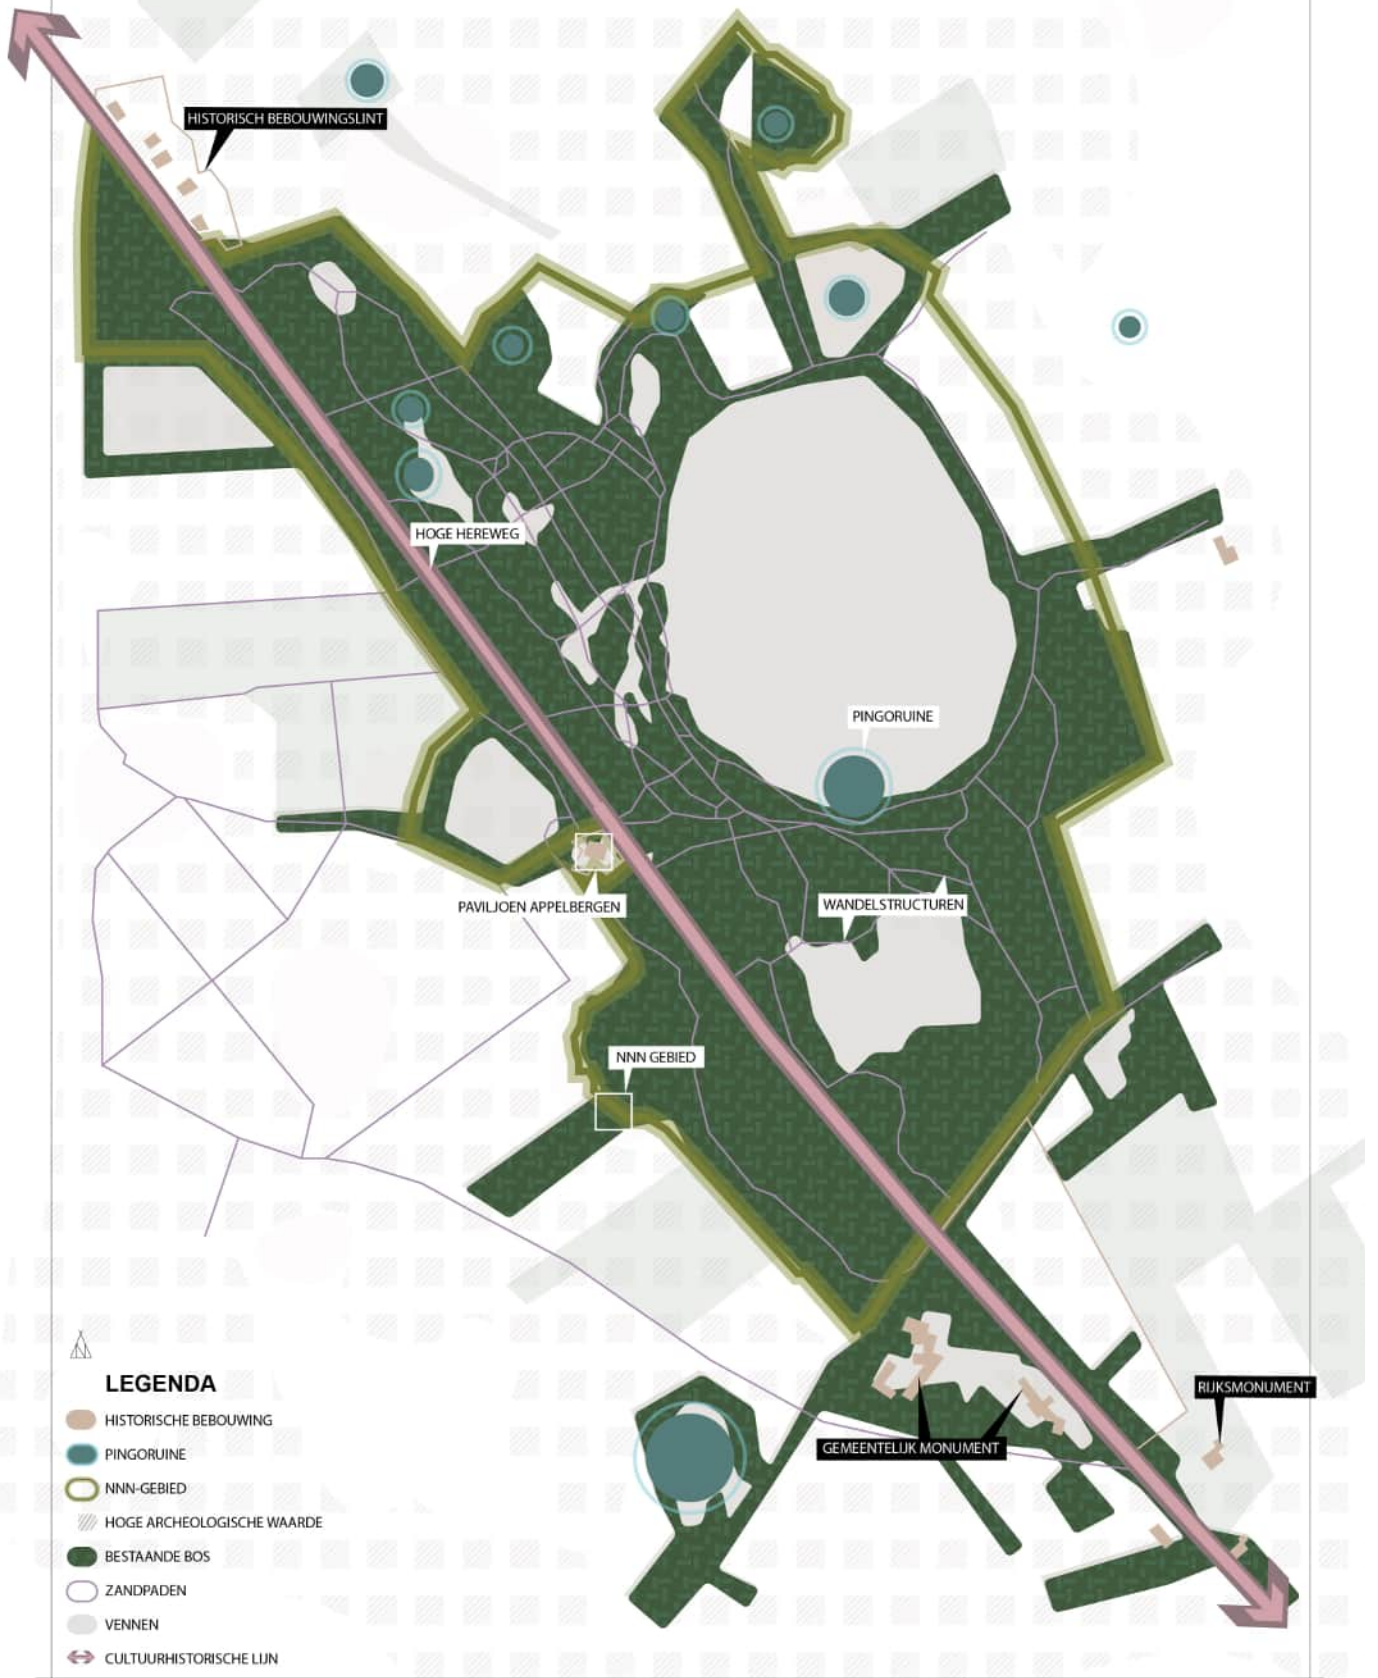 HISTORISCH BEBOUWINGSLINT
HOGE HEREWEG
PINGORUINE
WANDELSTRUCTUREN
PAVILJOEN APPELBERGEN
NNN GEBIED
RIJKSMONUMENT
GEMEENTELIJK MONUMENT
LEGENDA
HISTORISCHE BEBOUWING
PINGORUINE
NNN-GEBIED
HOGE ARCHEOLOGISCHE WAARDE
BESTAANDE BOS
ZANDPADEN
VENNEN
CULTUURHISTORISCHE LIJN